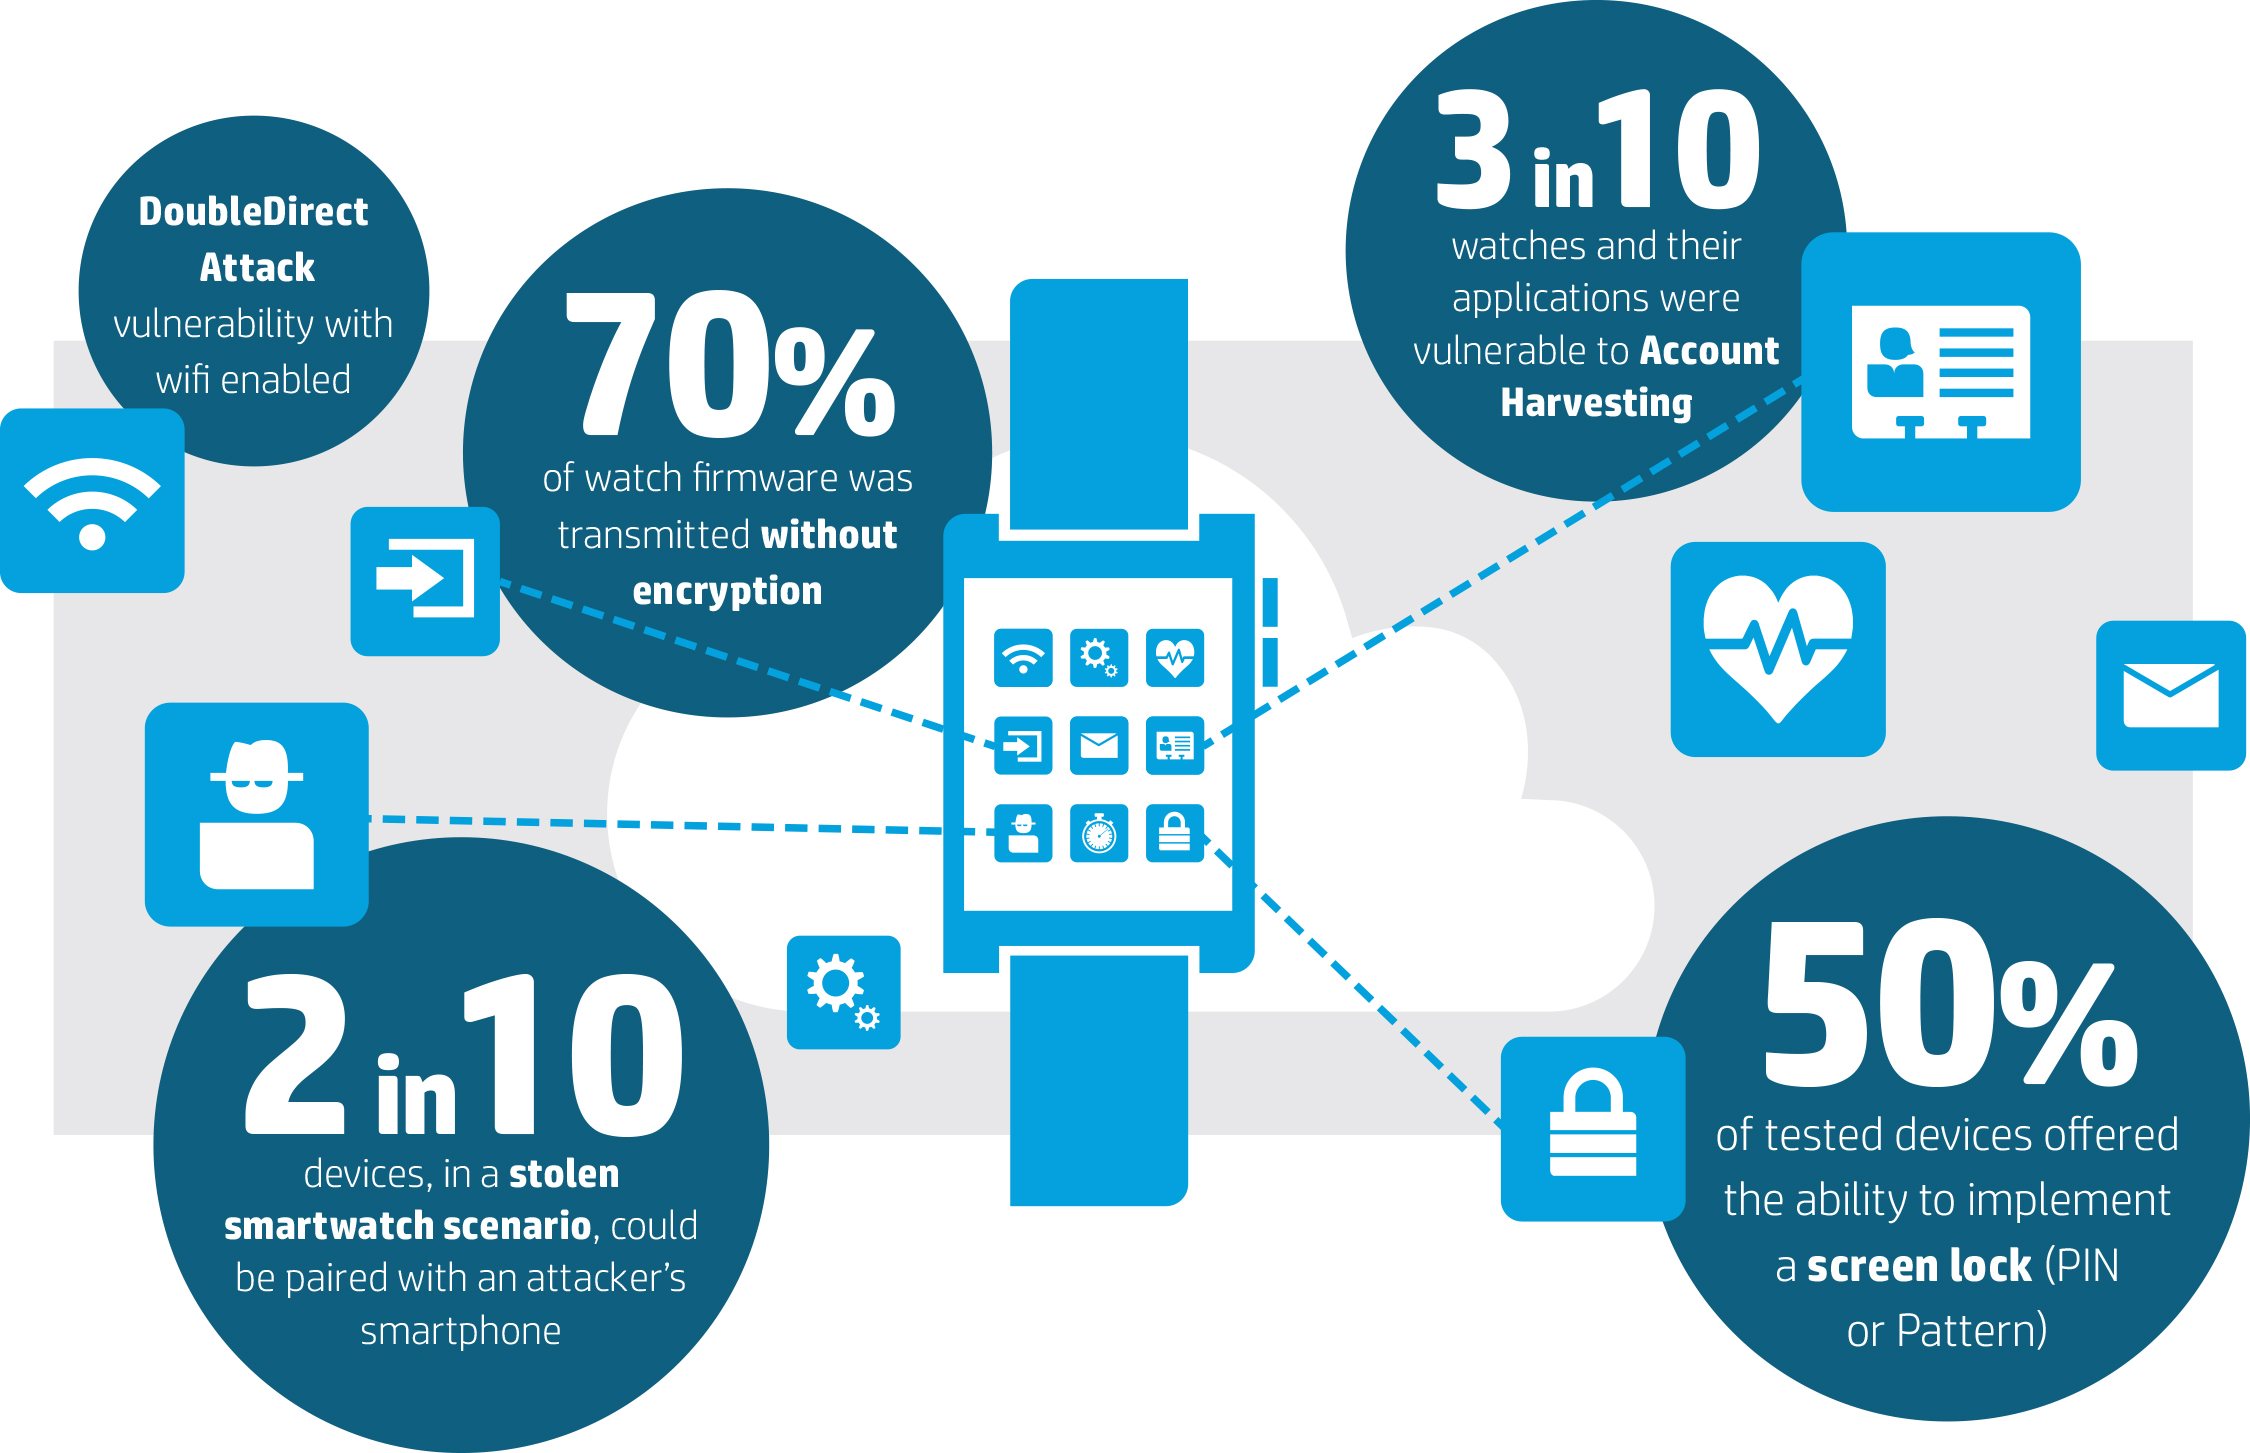 DoubleDirect
Attack
vulnerability with
wifi enabled
70%
of watch firmware was
transmitted without
encryption
3 in 10
watches and their
applications were
vulnerable to Account
Harvesting
2 in 10
devices, in a stolen
smartwatch scenario, could
be paired with an attacker’s
smartphone
50%
of tested devices offered
the ability to implement
a screen lock (PIN
or Pattern)